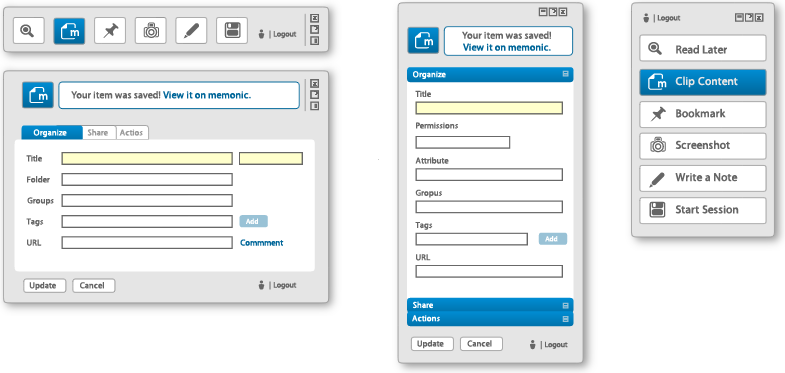 m
| Logout
m
Your item was saved! View it on memonic.
Organize
Share
Actios
Title
Folder
Groups
Tags
Add
URL
Commment
Update
Cancel
| Logout
m
Your item was saved!
View it on memonic.
Organize
Title
Permissions
Attribute
Gropus
Tags
Add
URL
Share
Actions
Update
Cancel
| Logout
| Logout
Read Later
m
Clip Content
Bookmark
Screenshot
Write a Note
Start Session